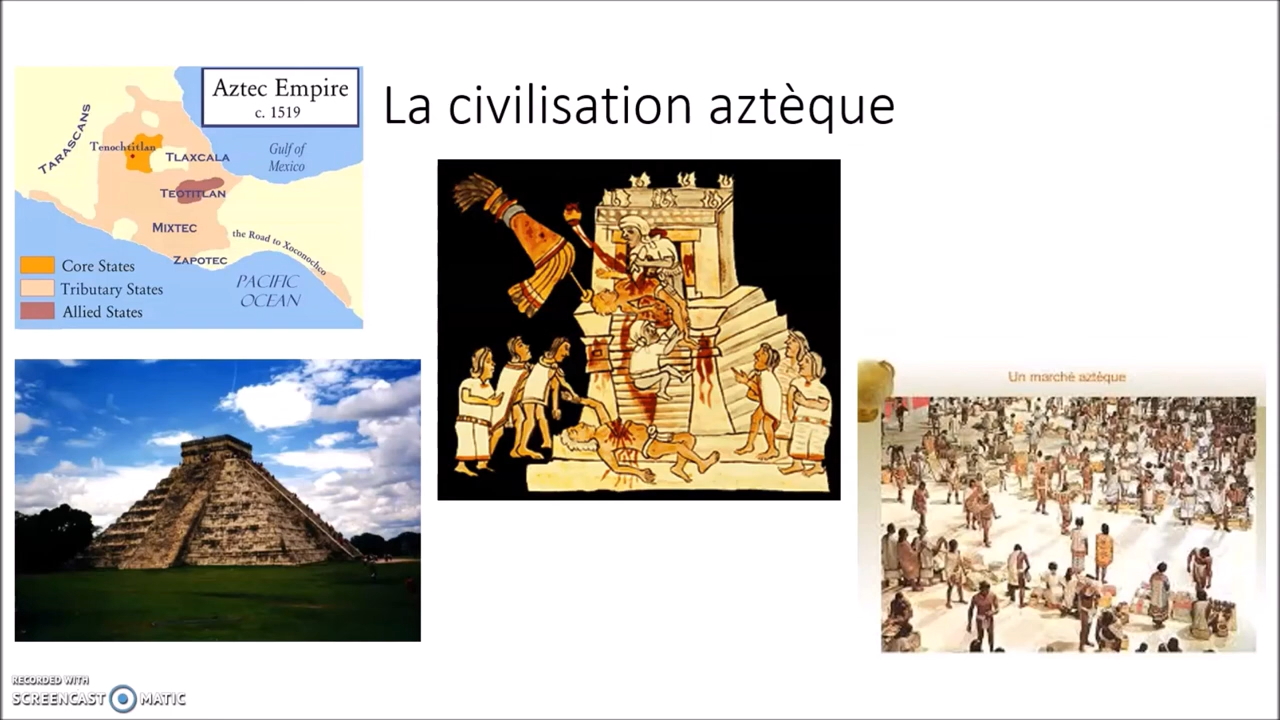 La civilisation aztèque
Aztec Empire
c. 1519
TARASCANS
Tenochtitlan
TLAXCALA
Gulf of
Mexico
TEOTITLAN
MIXTEC
the Road to Xoconochco
ZAPOTEC
PACIFIC
OCEAN
Core States
Tributary States
Allied States
Un marché aztèque
RECORDED WITH
SCREENCAST MATIC